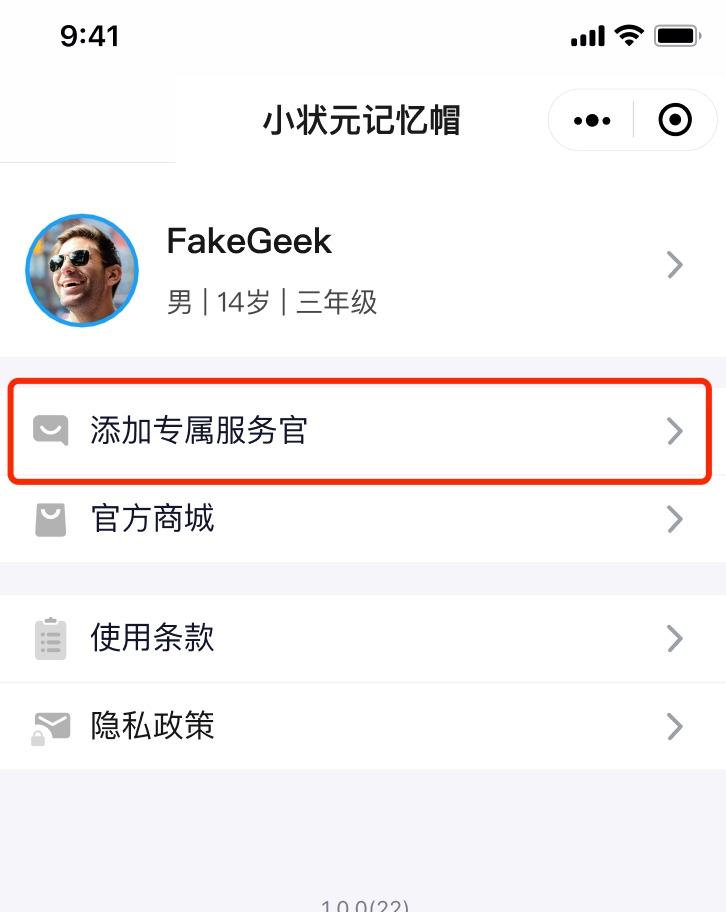 9:41
小状元记忆帽
FakeGeek
男 | 14岁 | 三年级
添加专属服务官
官方商城
使用条款
隐私政策
1.0.0(22)